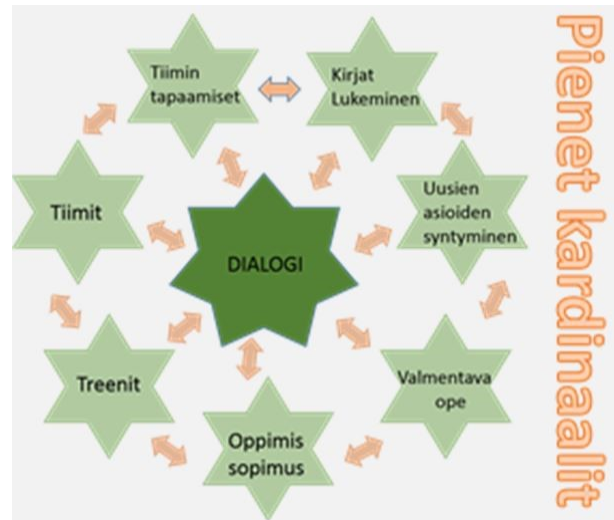 Tiimin
tapaamiset
Kirjat
Lukeminen
Tiimit
Uusien
asioiden
syntyminen
DIALOGI
Treenit
Valmentava
ope
Oppimis
sopimus
Pienet kardinaalit